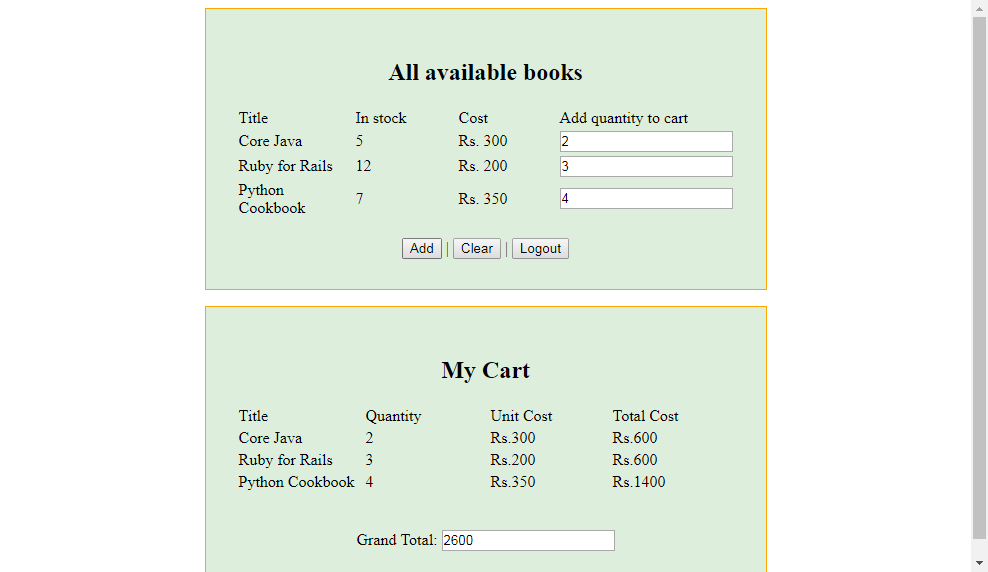 All available books
Title In stock Cost Add quantity to cart
Core Java 5 Rs. 300 2
Ruby for Rails 12 Rs. 200 3
Python
Cookbook 7 Rs. 350 4
Add | Clear | Logout
My Cart
Title Quantity Unit Cost Total Cost
Core Java 2 Rs.300 Rs.600
Ruby for Rails 3 Rs.200 Rs.600
Python Cookbook 4 Rs.350 Rs.1400
Grand Total: 2600